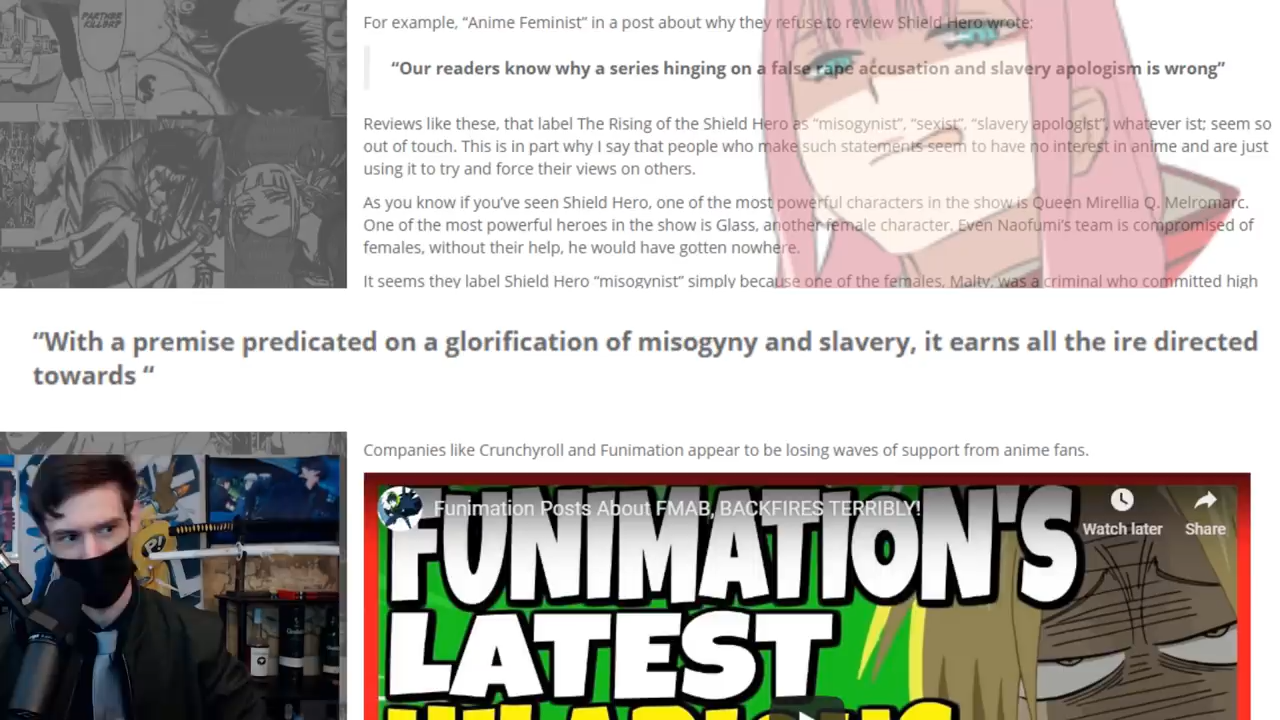 PARTNER
KILLER?
For example, “Anime Feminist” in a post about why they refuse to review Shield Hero wrote:
“Our readers know why a series hinging on a false rape accusation and slavery apologism is wrong”
Reviews like these, that label The Rising of the Shield Hero as “misogynist”, “sexist”, “slavery apologist”, whatever ist; seem so
out of touch. This is in part why I say that people who make such statements seem to have no interest in anime and are just
using it to try and force their views on others.
As you know if you’ve seen Shield Hero, one of the most powerful characters in the show is Queen Mirellia Q. Melromarc.
One of the most powerful heroes in the show is Glass, another female character. Even Naofumi’s team is compromised of
females, without their help, he would have gotten nowhere.
It seems they label Shield Hero “misogynist” simply because one of the females, Malty, was a criminal who committed high
“With a premise predicated on a glorification of misogyny and slavery, it earns all the ire directed
towards “
Companies like Crunchyroll and Funimation appear to be losing waves of support from anime fans.
Funimation Posts About FMAB, BACKFIRES TERRIBLY!
Watch later
Share
FUNIMATION'S
LATEST